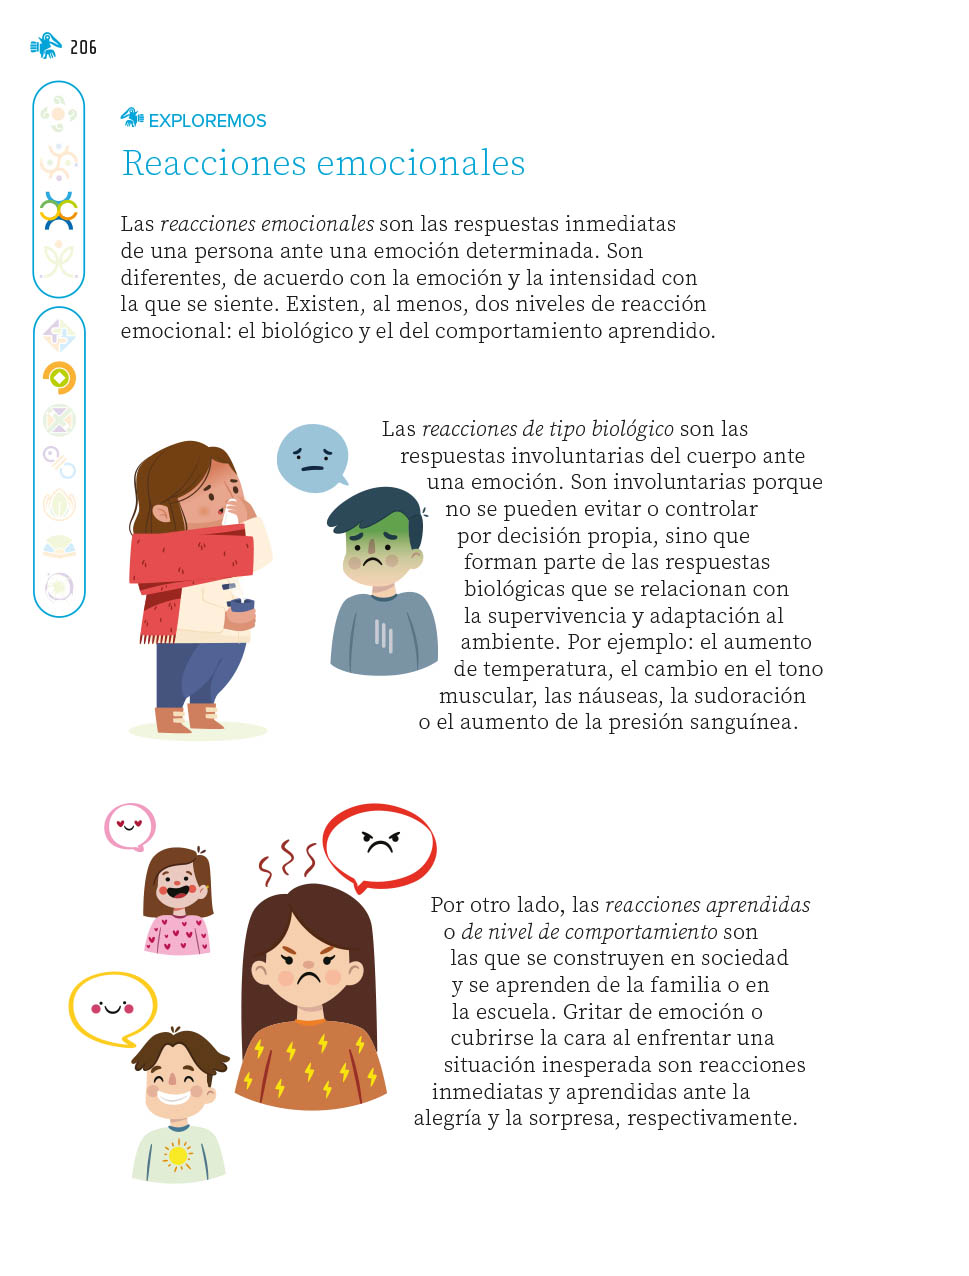 206
EXPLOREMOS
Reacciones emocionales
Las reacciones emocionales son las respuestas inmediatas
de una persona ante una emoción determinada. Son
diferentes, de acuerdo con la emoción y la intensidad con
la que se siente. Existen, al menos, dos niveles de reacción
emocional: el biológico y el del comportamiento aprendido.
Las reacciones de tipo biológico son las
respuestas involuntarias del cuerpo ante
una emoción. Son involuntarias porque
no se pueden evitar o controlar
por decisión propia, sino que
forman parte de las respuestas
biológicas que se relacionan con
la supervivencia y adaptación al
ambiente. Por ejemplo: el aumento
de temperatura, el cambio en el tono
muscular, las náuseas, la sudoración
o el aumento de la presión sanguínea.
Por otro lado, las reacciones aprendidas
o de nivel de comportamiento son
las que se construyen en sociedad
y se aprenden de la familia o en
la escuela. Gritar de emoción o
cubrirse la cara al enfrentar una
situación inesperada son reacciones
inmediatas y aprendidas ante la
alegría y la sorpresa, respectivamente.